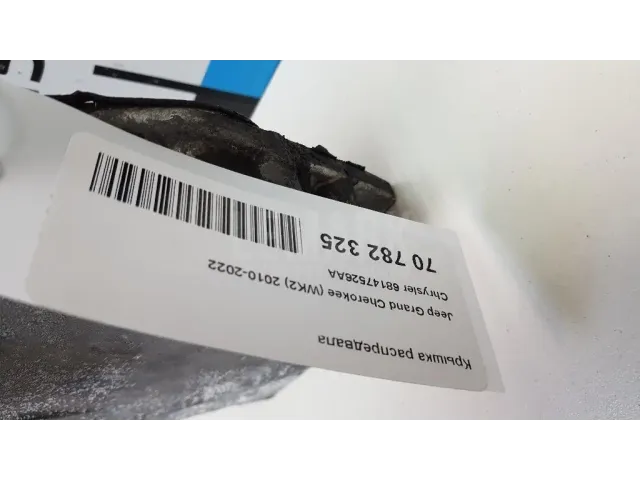 Крышка распредвала
Jeep Grand Cherokee (WK2) 2010-2022
Chrysler 68147526AA
70 782 325